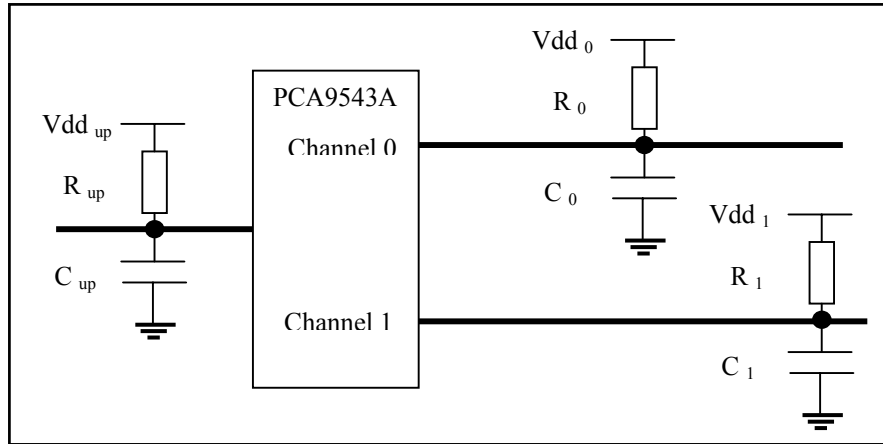 Vdd 0
PCA9543A
R 0
Vdd up
Channel 0
R up
C 0
Vdd 1
C up
R 1
Channel 1
C 1